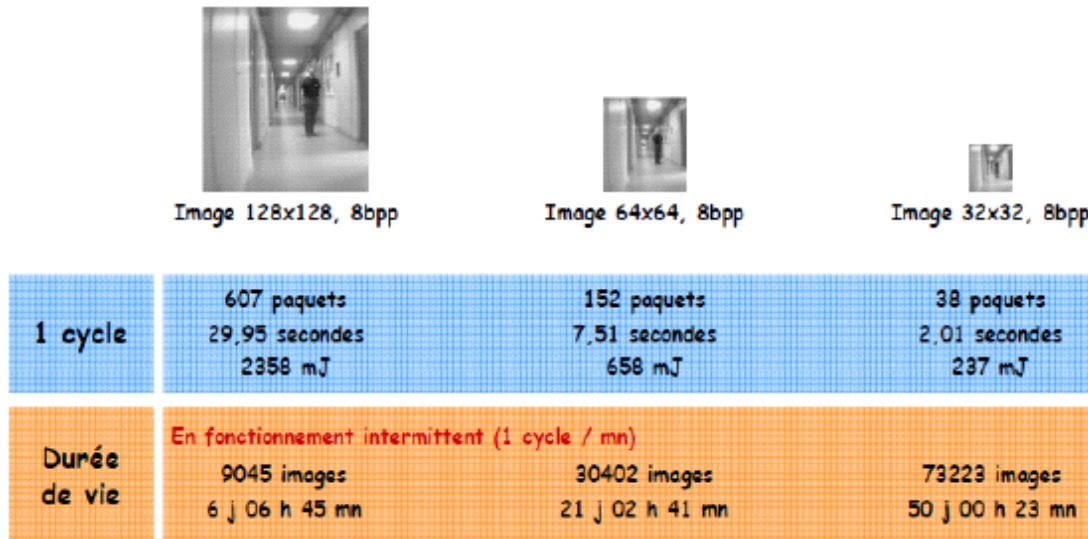 Image 128x128, 8bpp
Image 64x64, 8bpp
Image 32x32, 8bpp
1 cycle
607 paquets
152 paquets
38 paquets
29,95 secondes
7,51 secondes
2,01 secondes
2358 mJ
658 mJ
237 mJ
Durée
de vie
En fonctionnement intermittent (1 cycle / mn)
9045 images
30402 images
73223 images
6 j 06 h 45 mn
21 j 02 h 41 mn
50 j 00 h 23 mn